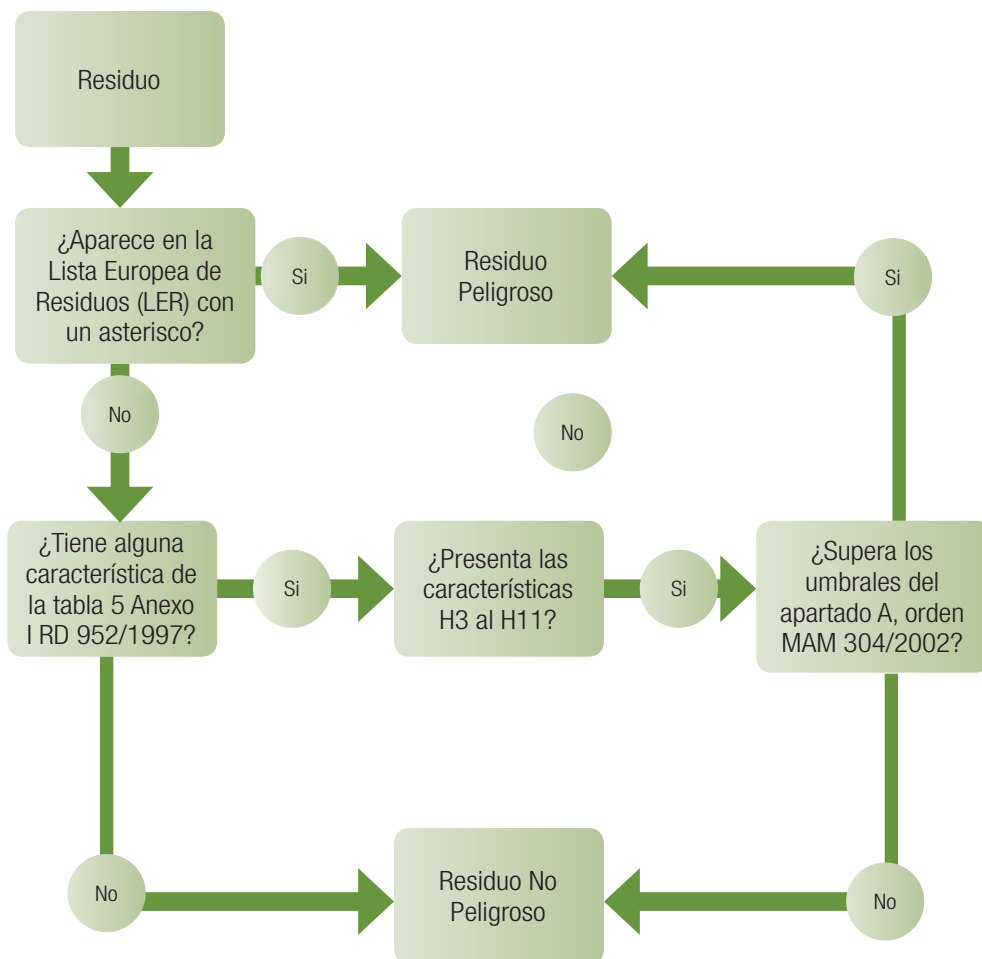 Residuo
¿Aparece en la
Lista Europea de
Residuos (LER) con
un asterisco?
Si
Residuo
Peligroso
Si
No
No
¿Tiene alguna
característica de
la tabla 5 Anexo
I RD 952/1997?
Si
¿Presenta las
característíyas
H3 al H11?
Si
¿Supera los
umbrales del
apartado A, orden
MAM 304/2002?
No
Residuo No
Peligroso
No